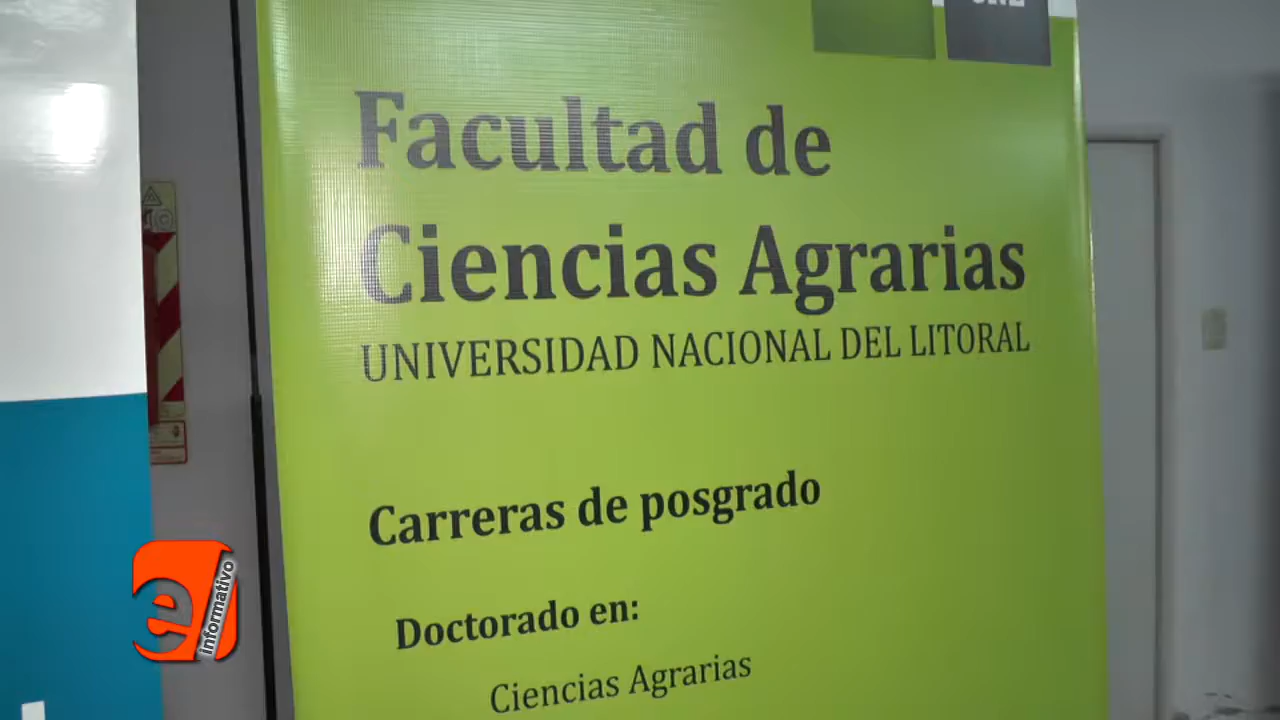 Facultad de
Ciencias Agrarias
UNIVERSIDAD NACIONAL DEL LITORAL
Carreras de posgrado
Doctorado en:
Ciencias Agrarias
e informativo